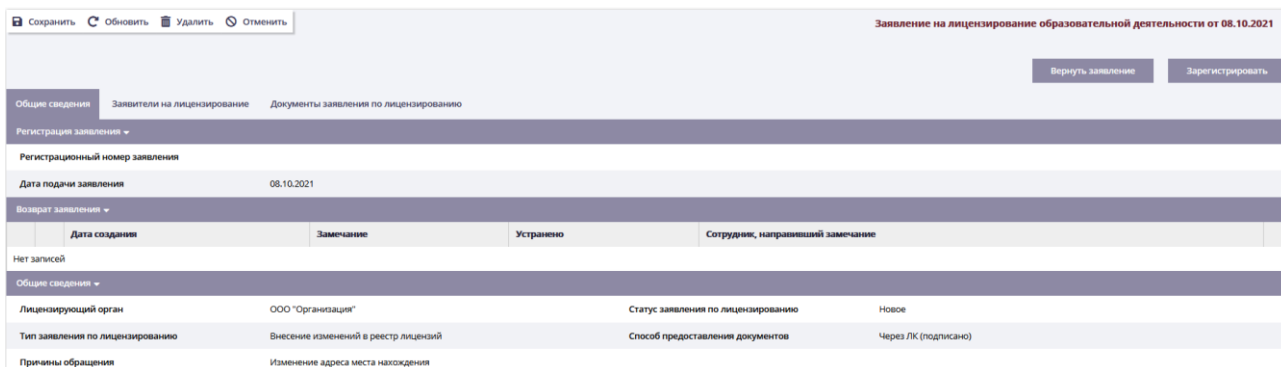 Сохранить Обновить Удалить Отменить
Заявление на лицензирование образовательной деятельности от 08.10.2021
Вернуть заявление Зарегистрировать
Общие сведения Заявители на лицензирование Документы заявления по лицензированию
Регистрация заявления
Регистрационный номер заявления
Дата подачи заявления 08.10.2021
Возврат заявления
Дата создания Замечание Устранено Сотрудник, направивший замечание
Нет записей
Общие сведения
Лицензирующий орган ООО "Организация" Статус заявления по лицензированию Новое
Тип заявления по лицензированию Внесение изменений в реестр лицензий Способ предоставления документов Через ЛК (подписано)
Причины обращения Изменение адреса места нахождения